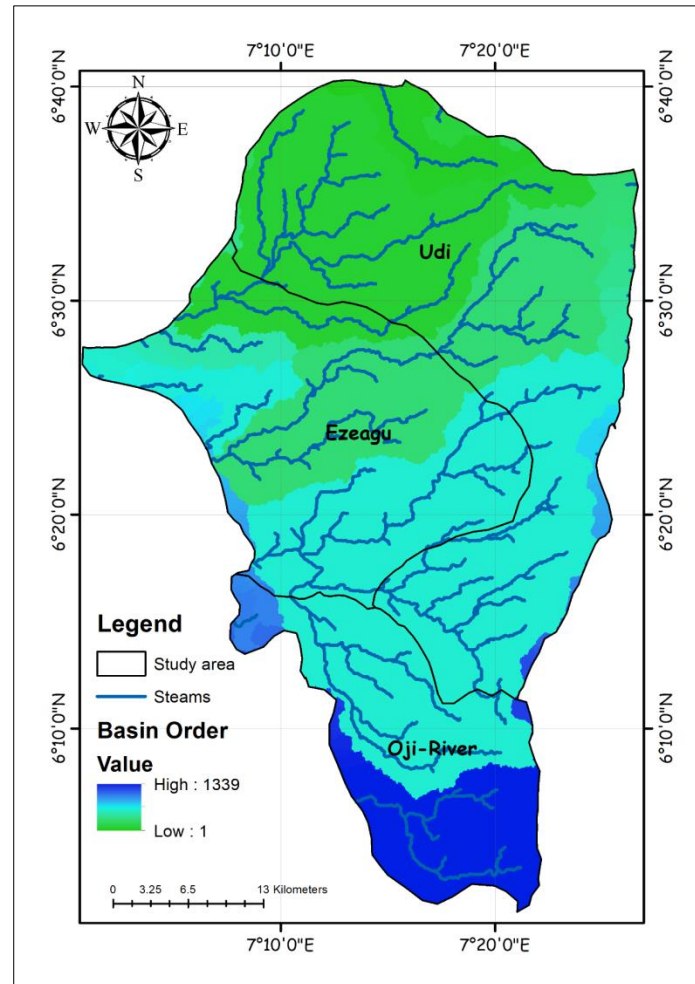 7°10'0"E 7°20'0"E
6°40'0"N 6°40'0"N
N
W E
S
Udi
6°30'0"N 6°30'0"N
Ezeagu
6°20'0"N 6°20'0"N
Legend
Study area
Steams
Basin Order
Value
High : 1339
Low : 1
6°10'0"N 6°10'0"N
Oji-River
0 3.25 6.5 13 Kilometers
7°10'0"E 7°20'0"E